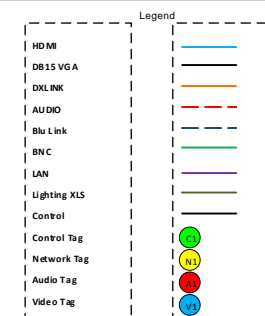 Legend
HDMI
DB15 VGA
DXLINK
AUDIO
Blu Link
BNC
LAN
Lighting XLS
Control
Control Tag C1
Network Tag N1
Audio Tag A1
Video Tag V1